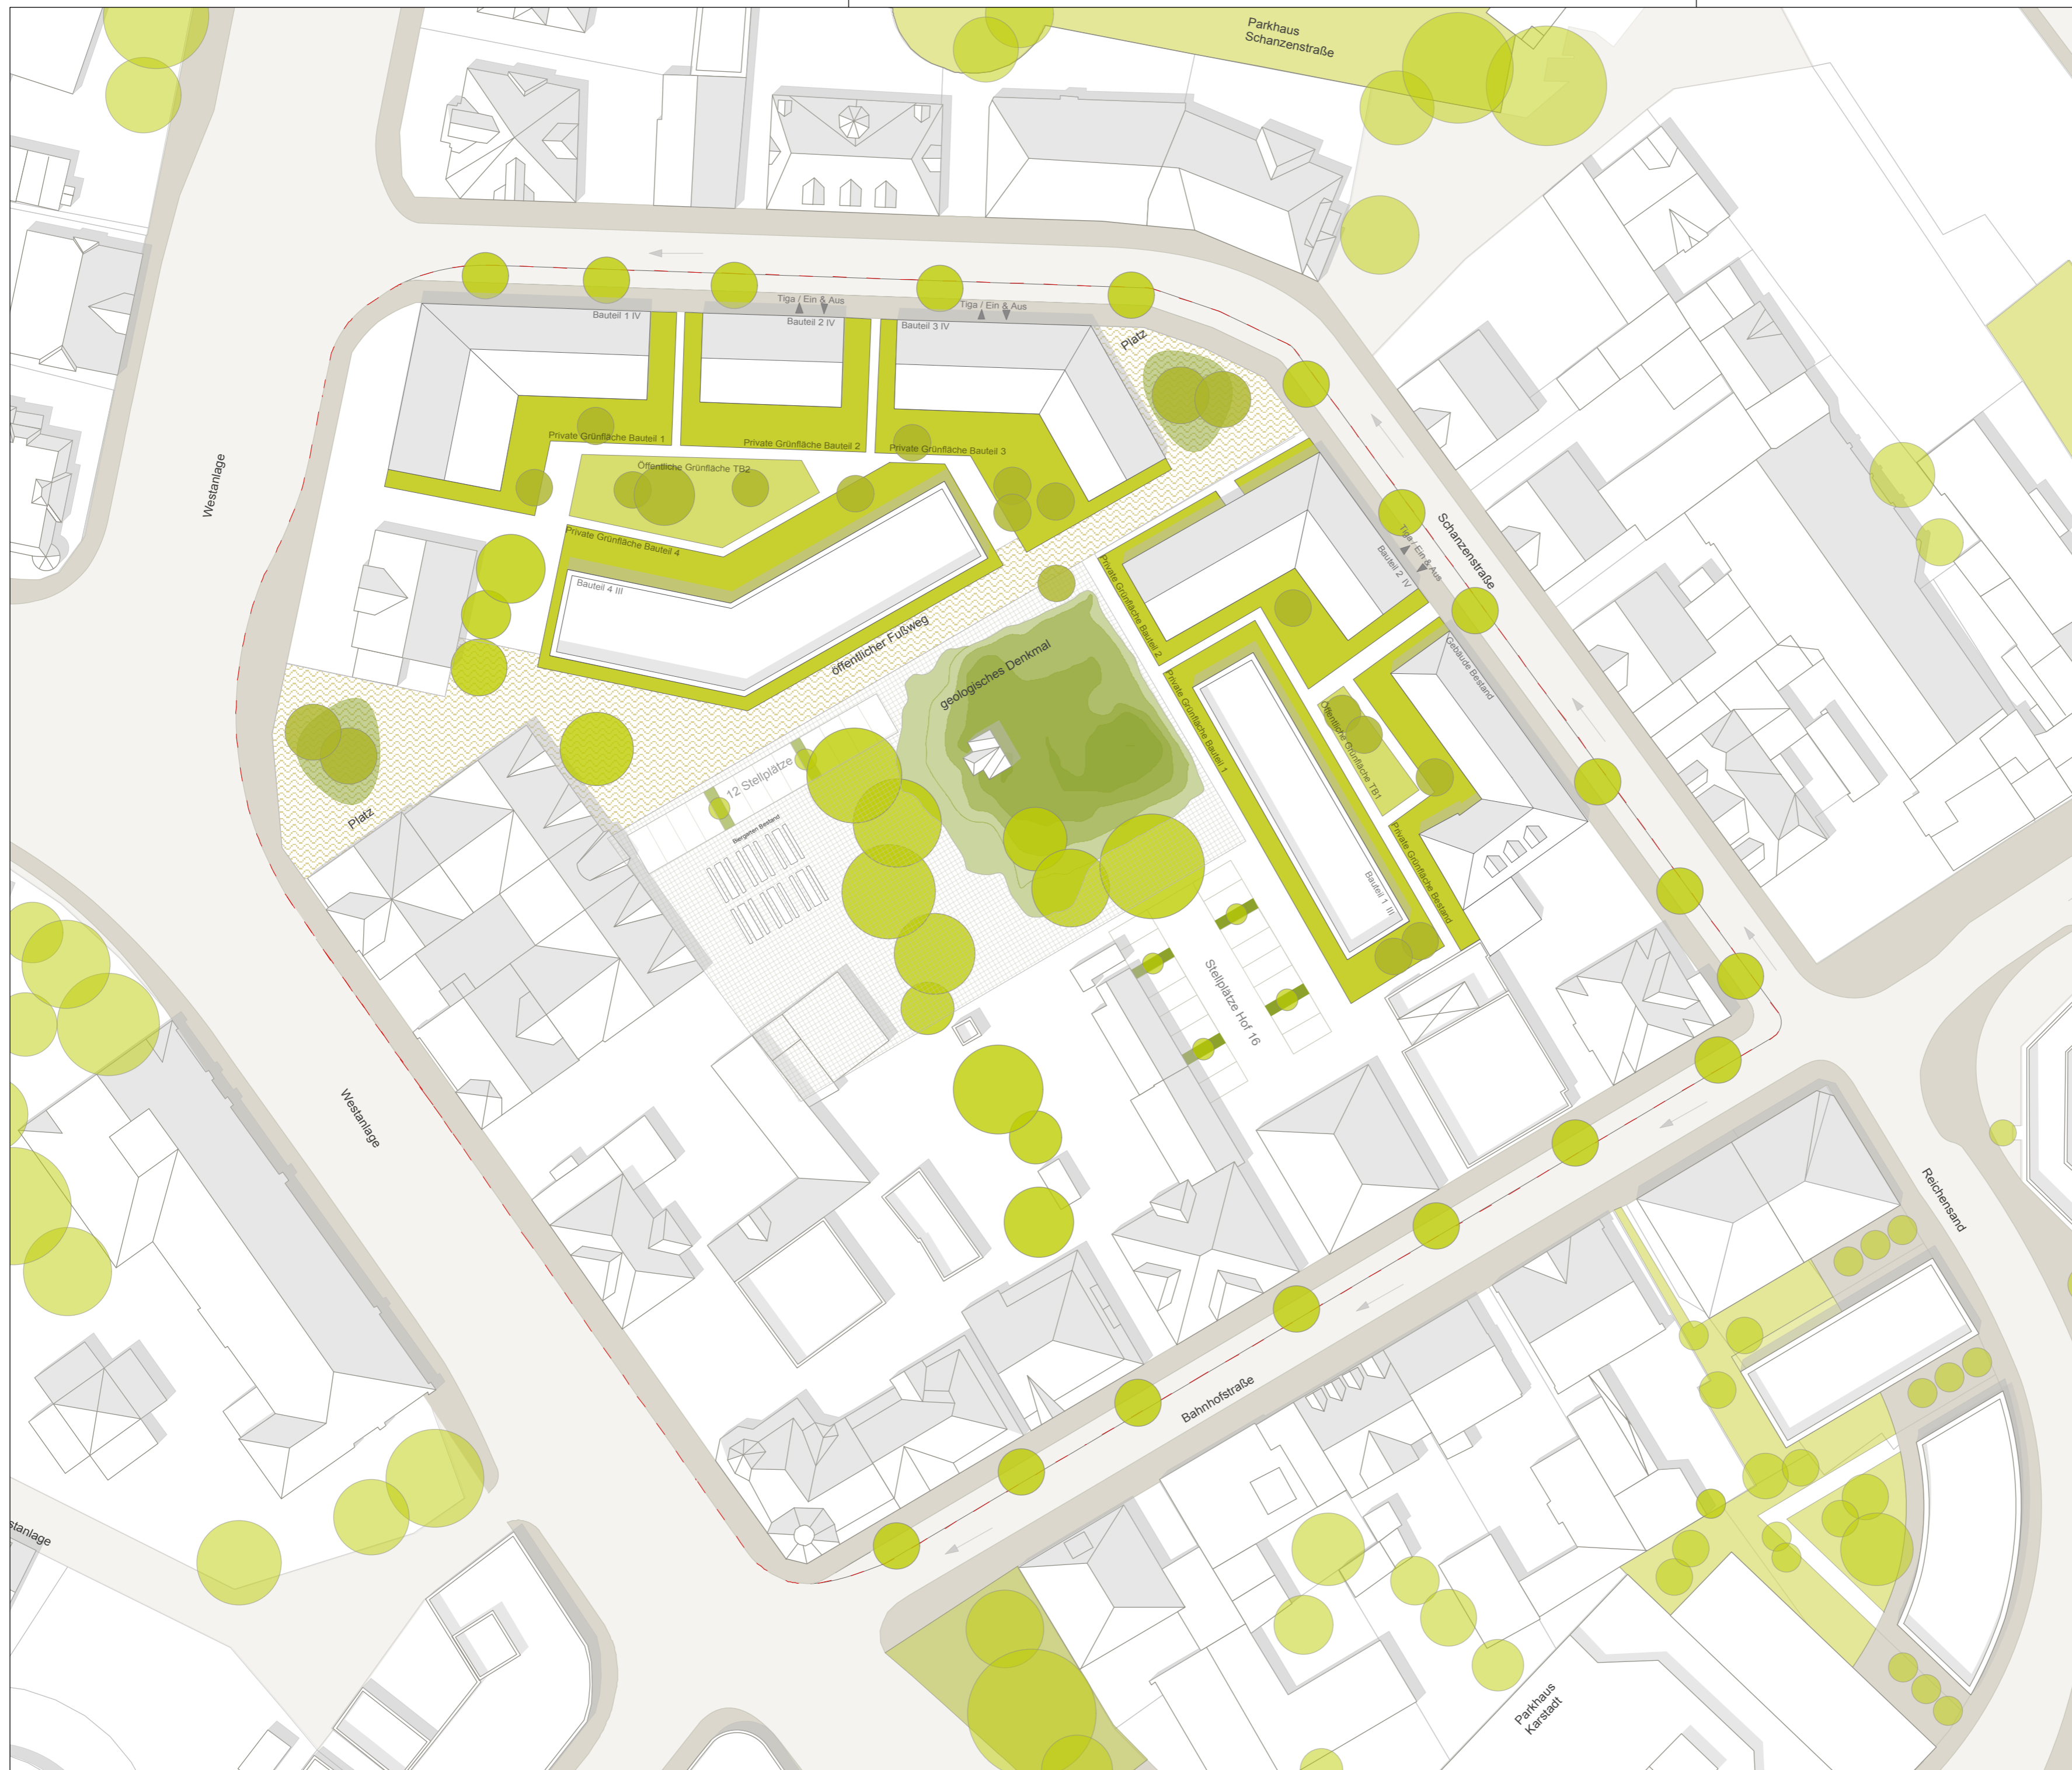 Parkhaus
Schanzenstraße
Tiga / Ein & Aus
Tiga / Ein & Aus
Bauteil 1 IV
Bauteil 2 IV
Bauteil 3 IV
Platz
Private Grünfläche Bauteil 1
Private Grünfläche Bauteil 2
Private Grünfläche Bauteil 3
Öffentliche Grünfläche TB2
Westanlage
Private Grünfläche Bauteil 4
Bauteil 4 III
Schanzenstraße
Tiga / Ein & Aus
Bauteil 2 IV
Private Grünfläche Bauteil 2
öffentlicher Fußweg
geologisches Denkmal
Gebäude Bestand
Private Grünfläche Bauteil 1
Öffentliche Grünfläche TB1
12 Stellplätze
Platz
Biergarten Bestand
Private Grünfläche Bestand
Bauteil 1 III
Stellplätze Hof 16
Westanlage
Reichensand
Bahnhofstraße
stanlage
Parkhaus
Karstadt